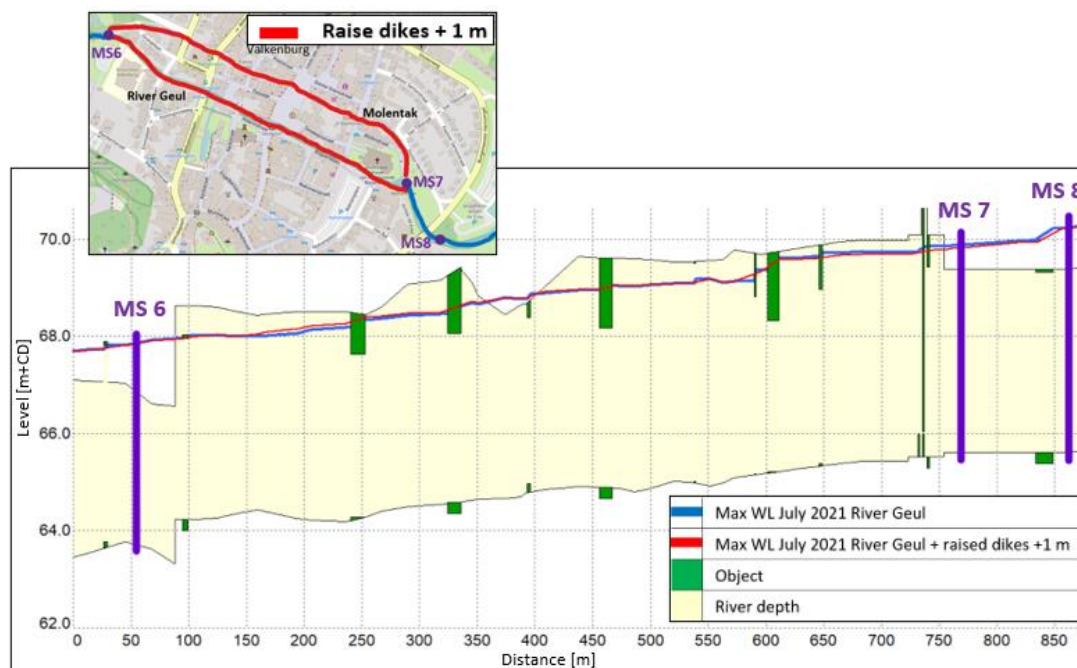 Raise dikes + 1 m
Valkenburg
MS6
River Geul
Molentak
MS7
MS8
MS 8
MS 7
MS 6
Level [m+CD]
70.0
68.0
66.0
64.0
62.0
0
50
100
150
200
250
300
350
400
450
500
550
600
650
700
750
800
850
Distance [m]
Max WL July 2021 River Geul
Max WL July 2021 River Geul + raised dikes +1 m
Object
River depth